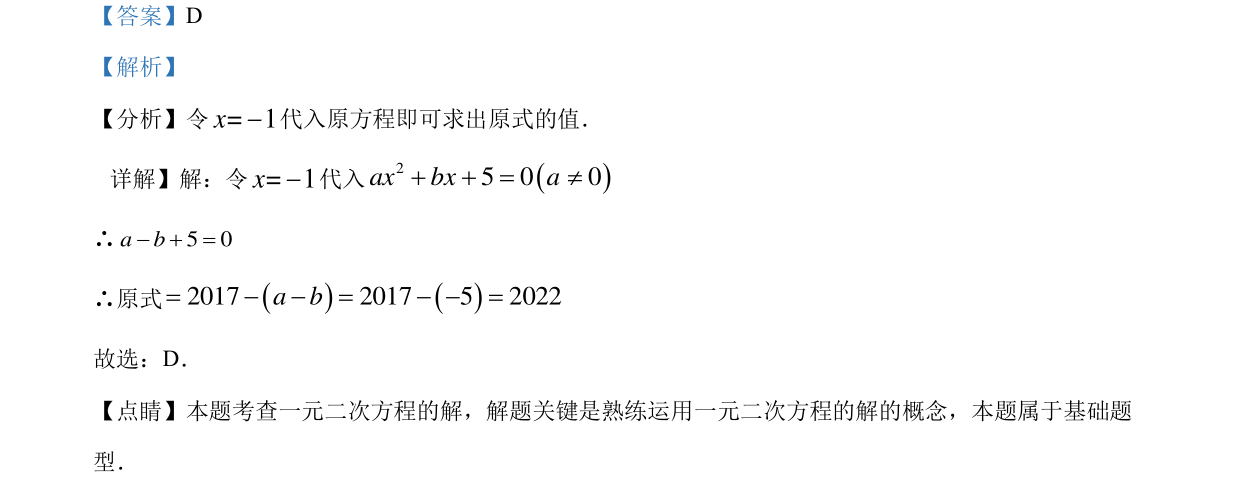 【答案】D
【解析】
【分析】令 x= −1代入原方程即可求出原式的值．
详解】解：令 x= −1代入 ax² + bx + 5 = 0(a ≠ 0)
∴ a − b + 5 = 0
∴原式 = 2017 − (a − b) = 2017 − (−5) = 2022
故选：D．
【点睛】本题考查一元二次方程的解，解题关键是熟练运用一元二次方程的解的概念，本题属于基础题
型．